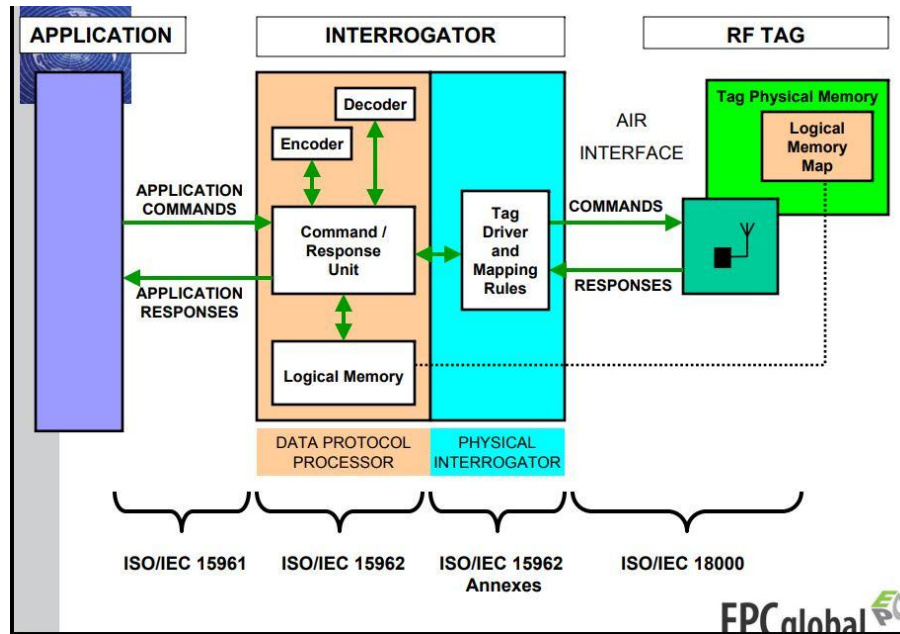 APPLICATION
INTERROGATOR
RF TAG
Decoder
Encoder
Tag Physical Memory
Logical
Memory
Map
AIR
INTERFACE
APPLICATION
COMMANDS
Command /
Response
Unit
Tag
Driver
and
Mapping
Rules
COMMANDS
APPLICATION
RESPONSES
RESPONSES
Logical Memory
DATA PROTOCOL
PROCESSOR
PHYSICAL
INTERROGATOR
ISO/IEC 15961
ISO/IEC 15962
ISO/IEC 15962
Annexes
ISO/IEC 18000
EPCglobal